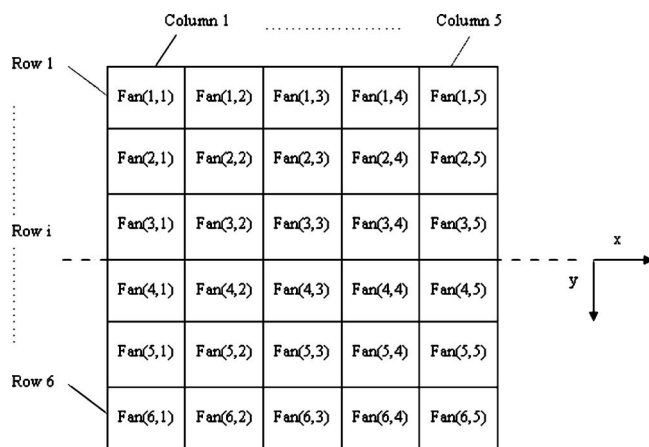 Column 1 Column 5
Row 1
Fan(1,1) Fan(1,2) Fan(1,3) Fan(1,4) Fan(1,5)
Fan(2,1) Fan(2,2) Fan(2,3) Fan(2,4) Fan(2,5)
Row i Fan(3,1) Fan(3,2) Fan(3,3) Fan(3,4) Fan(3,5)
x
y
Fan(4,1) Fan(4,2) Fan(4,3) Fan(4,4) Fan(4,5)
Fan(5,1) Fan(5,2) Fan(5,3) Fan(5,4) Fan(5,5)
Row 6
Fan(6,1) Fan(6,2) Fan(6,3) Fan(6,4) Fan(6,5)